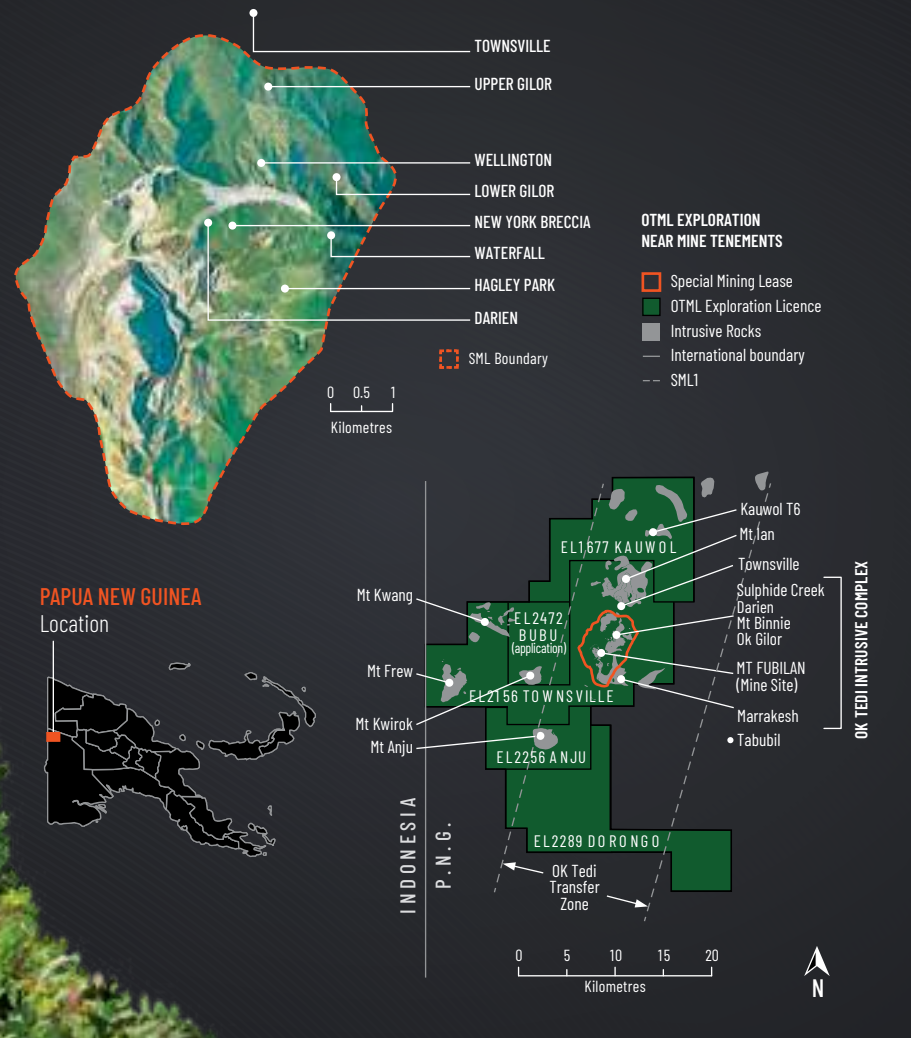 TOWNSVILLE
UPPER GILOR
WELLINGTON
LOWER GILOR
NEW YORK BRECCIA
WATERFALL
HAGLEY PARK
DARIEN
SML Boundary
0 0.5 1
Kilometres
OTML EXPLORATION
NEAR MINE TENEMENTS
Special Mining Lease
OTML Exploration Licence
Intrusive Rocks
International boundary
SML1
PAPUA NEW GUINEA
Location
Mt Kwang
Mt Frew
Mt Kwirok
Mt Anju
EL1677 KAUWOL
EL2472
BUBU
(application)
EL2156 TOWNSVILLE
EL2256 ANJU
EL2289 DORONGO
Kauwol T6
Mt Ian
Townsville
Sulphide Creek
Darien
Mt Binnie
Ok Gilor
MT FUBILAN
(Mine Site)
Marrakesh
Tabubil
OK TEDI INTRUSIVE COMPLEX
INDONESIA
P.N.G.
OK Tedi
Transfer
Zone
0 5 10 15 20
Kilometres
N